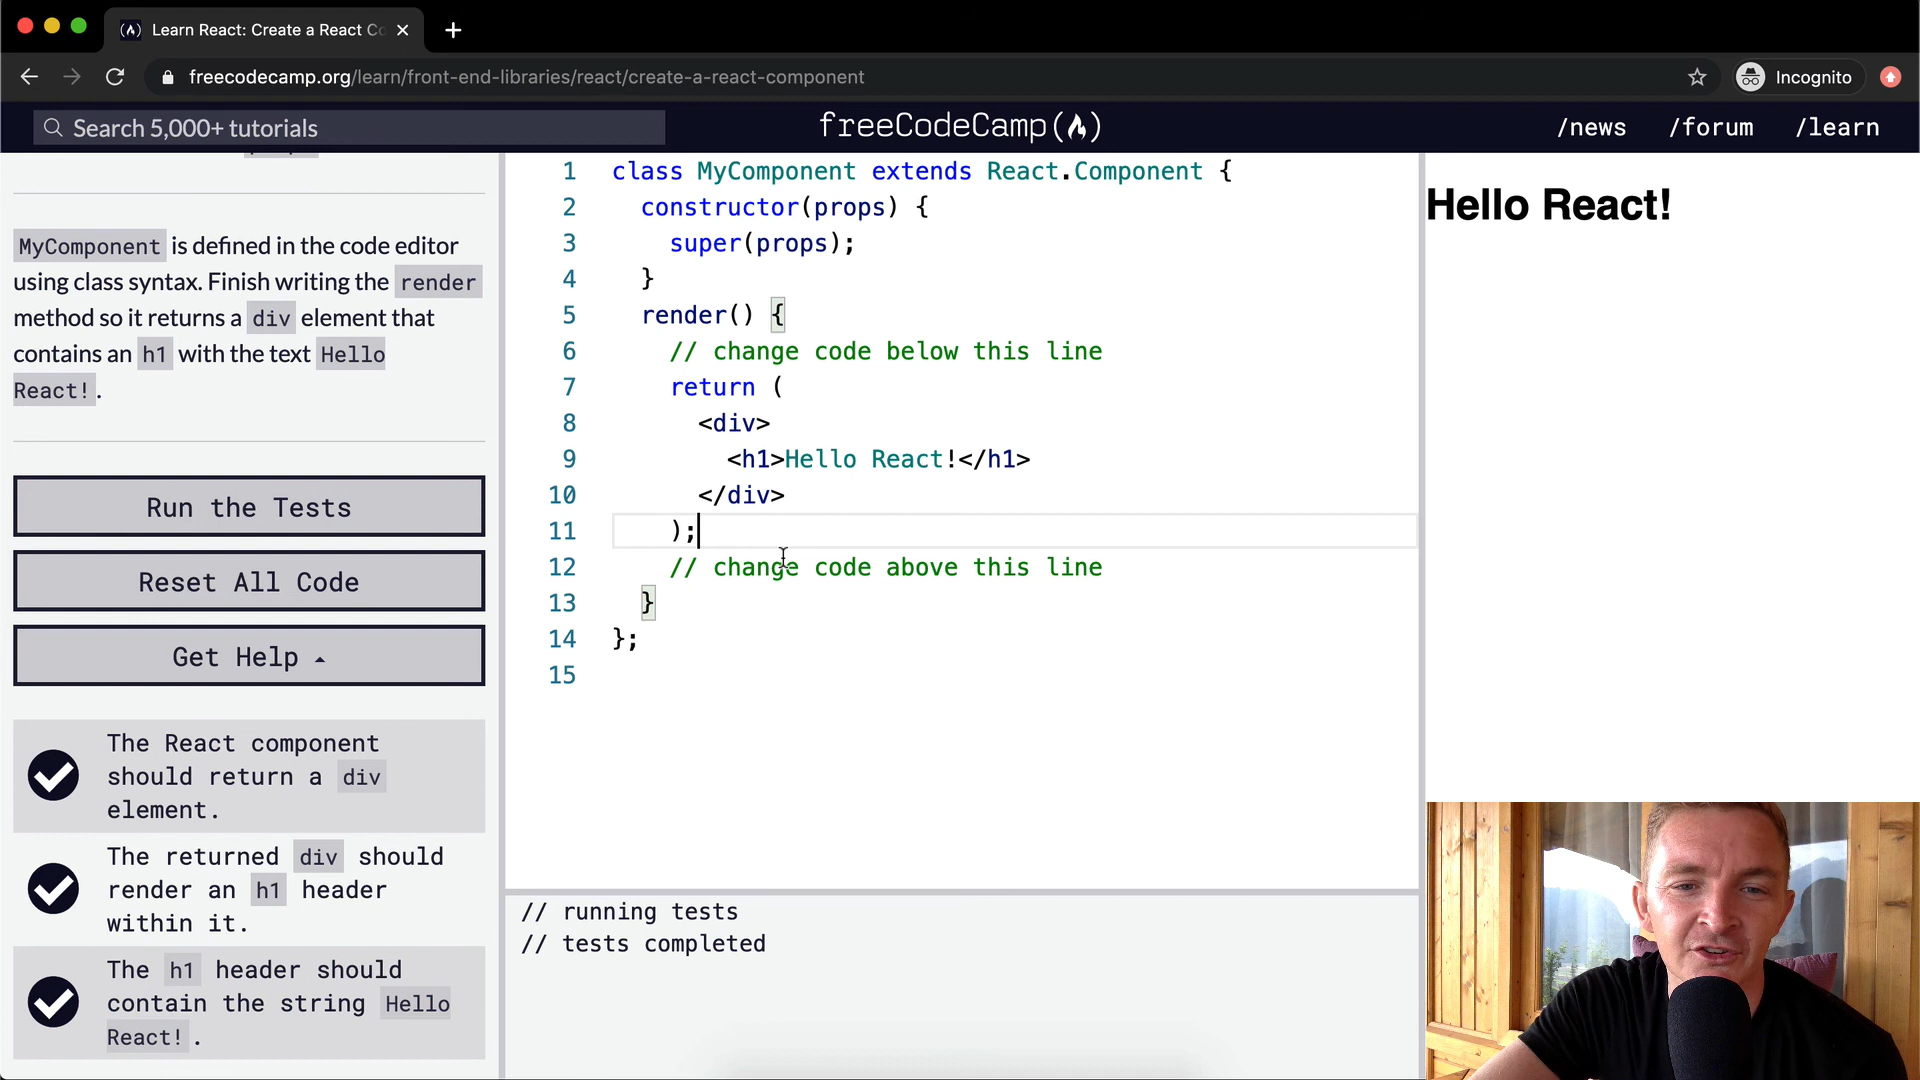 Learn React: Create a React Co
freecodecamp.org/learn/front-end-libraries/react/create-a-react-component
Incognito
Search 5,000+ tutorials
freeCodeCamp(🔥)
/news /forum /learn
MyComponent is defined in the code editor
using class syntax. Finish writing the render
method so it returns a div element that
contains an h1 with the text Hello
React!.
Run the Tests
Reset All Code
Get Help
The React component
should return a div
element.
The returned div should
render an h1 header
within it.
The h1 header should
contain the string Hello
React! .
1 class MyComponent extends React.Component {
2 constructor(props) {
3 super(props);
4 }
5 render() {
6 // change code below this line
7 return (
8 <div>
9 <h1>Hello React!</h1>
10 </div>
11 );
12 // change code above this line
13 }
14 };
15
// running tests
// tests completed
Hello React!